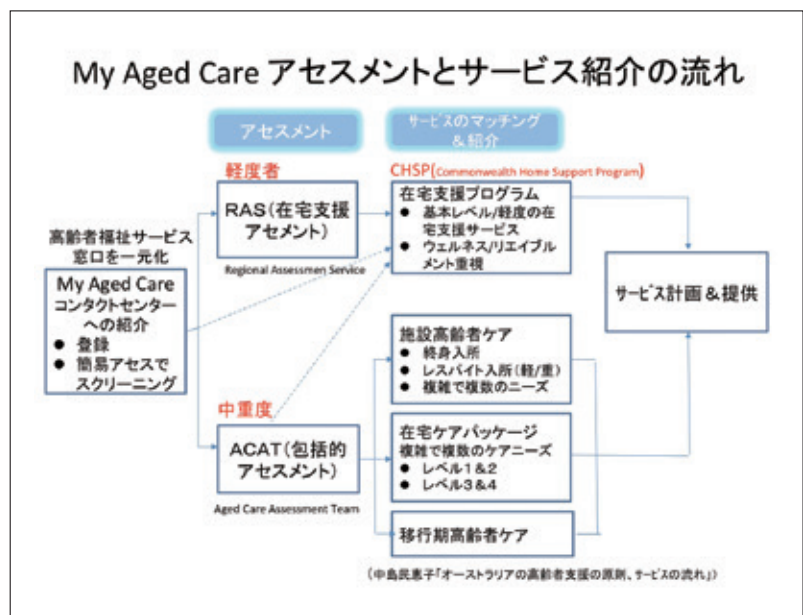 My Aged Care アセスメントとサービス紹介の流れ
アセスメント
サービスのマッチング
＆紹介
軽度者
RAS(在宅支援
アセメント)
Regional Assessmen Service
CHSP(Commonwealth Home Support Program)
在宅支援プログラム
● 基本レベル/軽度の在
宅支援サービス
● ウェルネス/リエイブル
メント重視
高齢者福祉サービス
窓口を一元化
My Aged Care
コンタクトセンター
への紹介
● 登録
● 簡易アセスで
スクリーニング
サービス計画＆提供
施設高齢者ケア
● 終身入所
● レスパイト入所(軽/重)
● 複雑で複数のニーズ
中重度
ACAT(包括的
アセスメント)
Aged Care Assessment Team
在宅ケアパッケージ
複雑で複数のケアニーズ
● レベル1＆2
● レベル3＆4
移行期高齢者ケア
(中島民恵子「オーストラリアの高齢者支援の原則、サービスの流れ」)